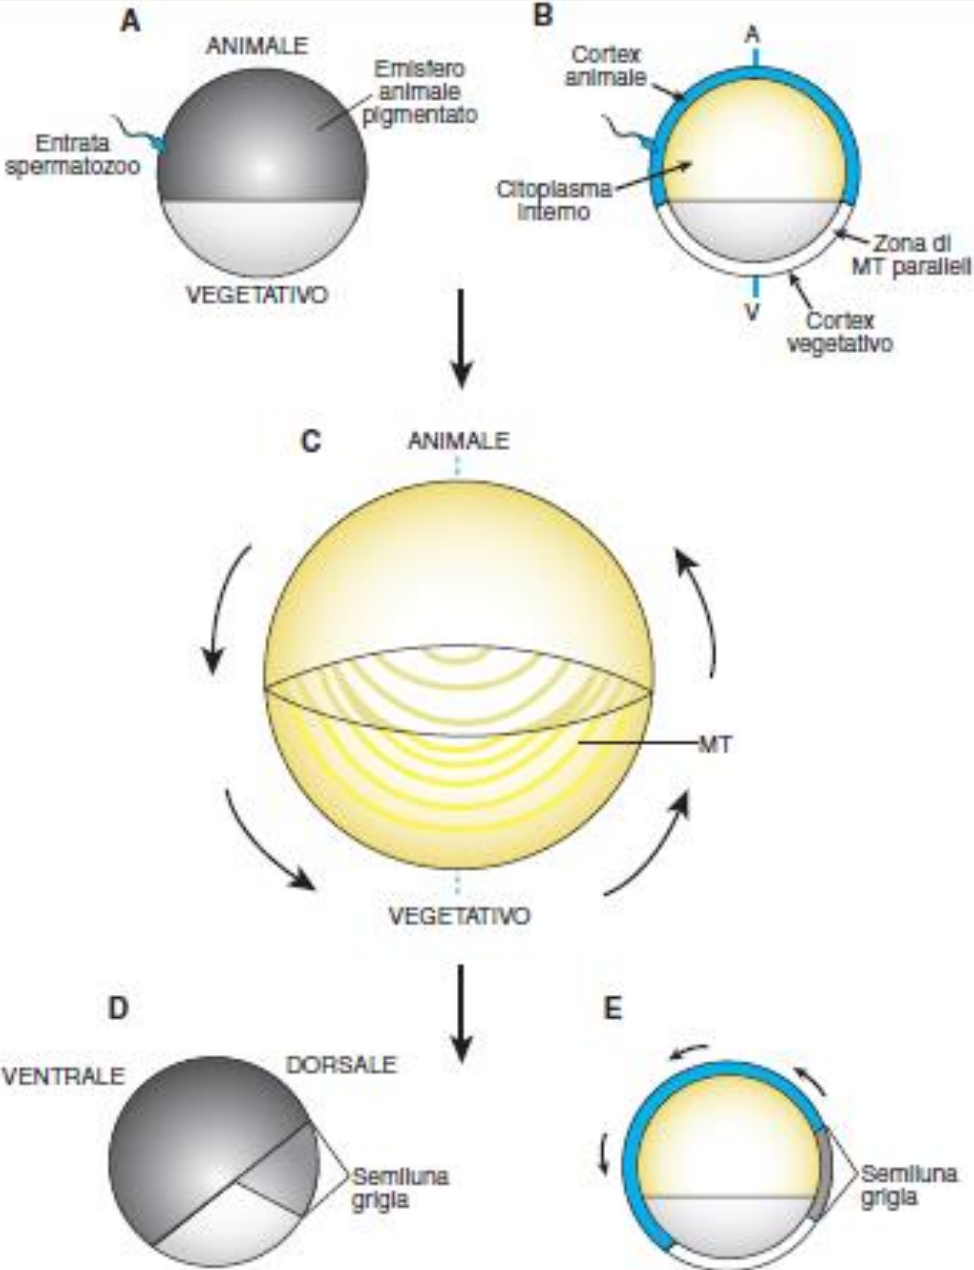 A
ANIMALE
Emisfero
animale
pigmentato
Entrata
spermatozoo
VEGETATIVO
B
A
Cortex
animale
Citoplasma
interno
Zona di
MT paralleli
V
Cortex
vegetativo
C
ANIMALE
MT
VEGETATIVO
D
VENTRALE
DORSALE
Semiluna
grigia
E
Semiluna
grigia